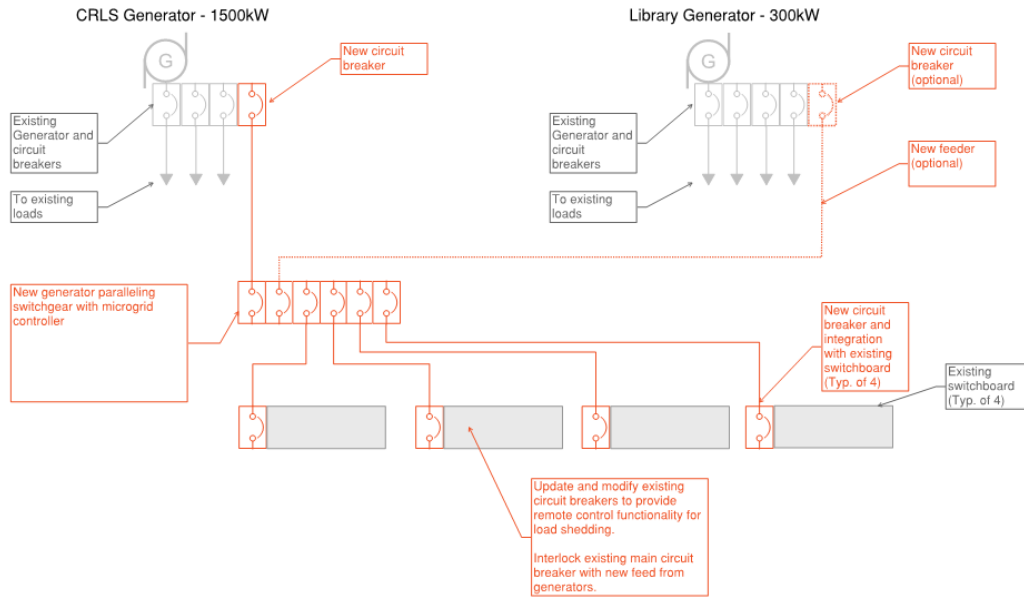 CRLS Generator - 1500kW
Library Generator - 300kW
G
New circuit
breaker
G
New circuit
breaker
(optional)
Existing
Generator and
circuit
breakers
Existing
Generator and
circuit
breakers
New feeder
(optional)
To existing
loads
To existing
loads
New generator paralleling
switchgear with microgrid
controller
New circuit
breaker and
integration
with existing
switchboard
(Typ. of 4)
Existing
switchboard
(Typ. of 4)
Update and modify existing
circuit breakers to provide
remote control functionality for
load shedding.
Interlock existing main circuit
breaker with new feed from
generators.